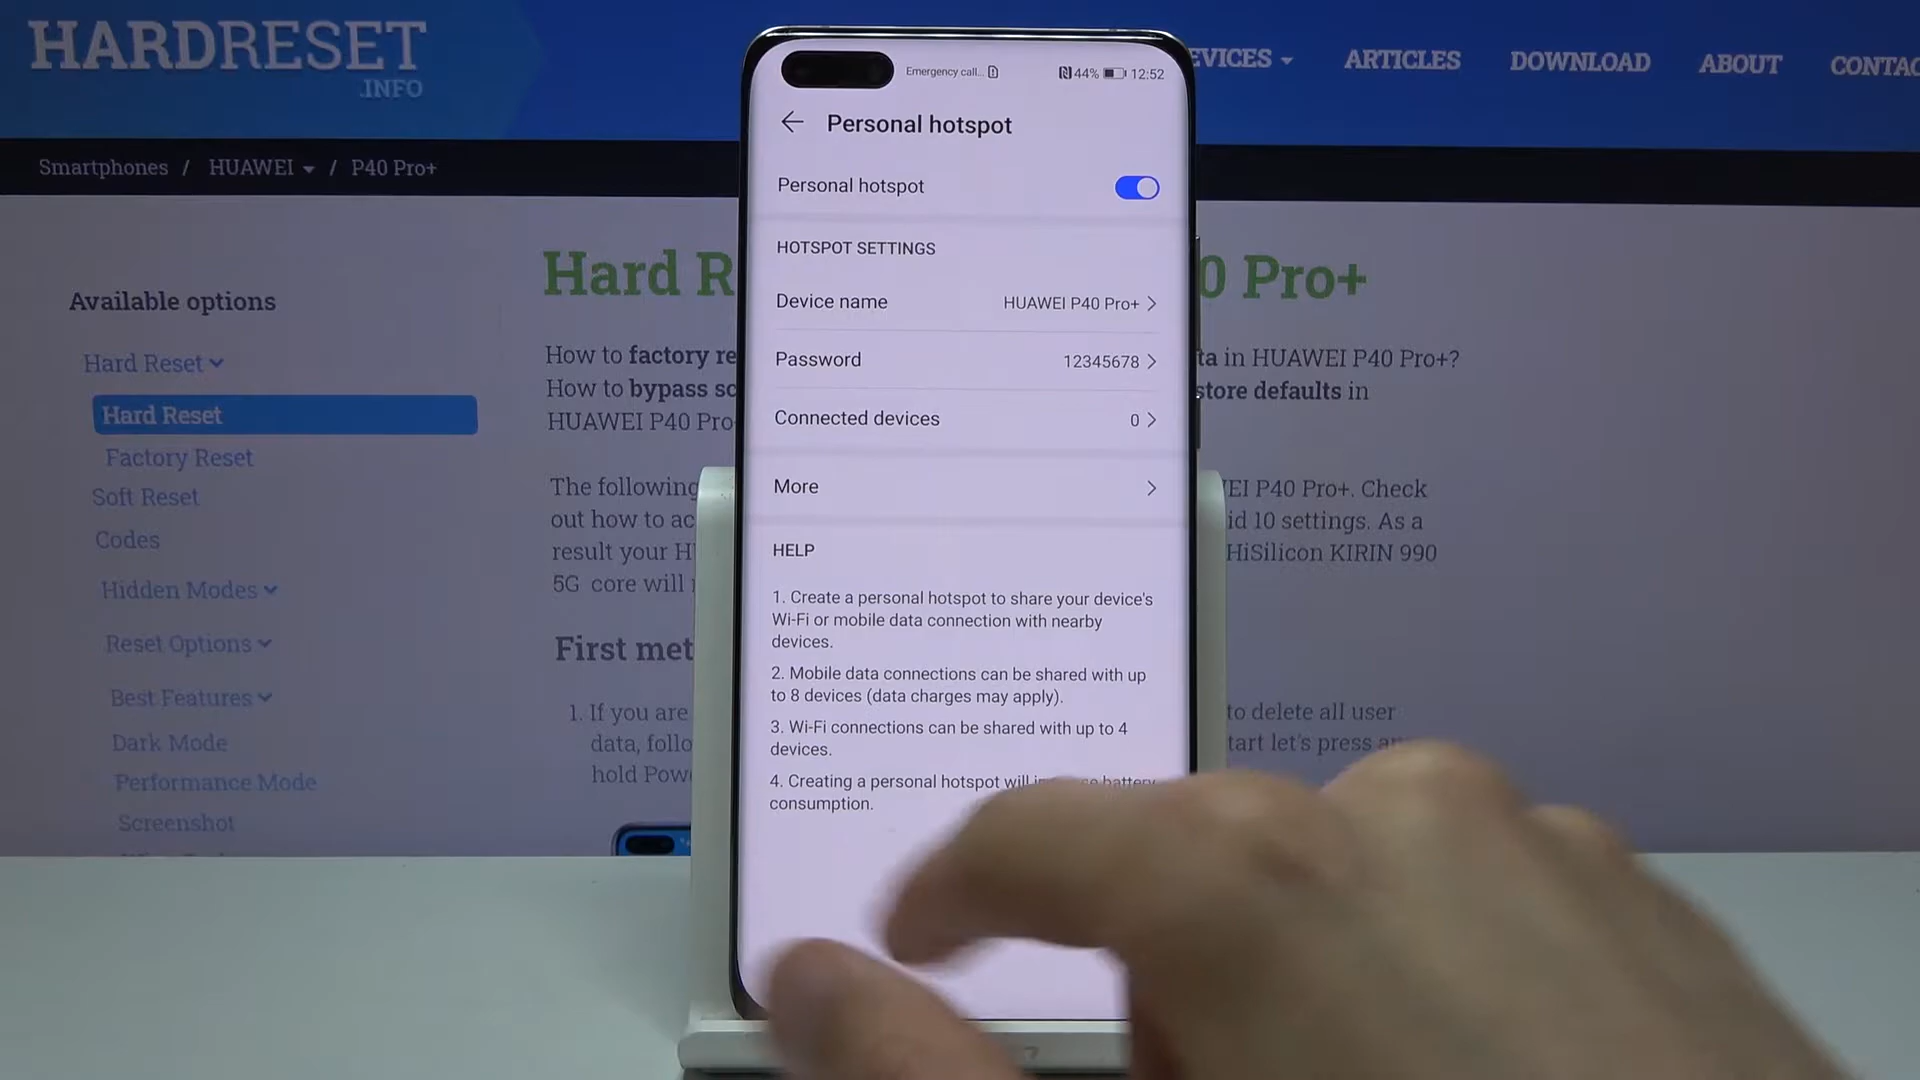 HARDRESET
.INFO
EVICES
ARTICLES
DOWNLOAD
ABOUT
CONTAC
Smartphones / HUAWEI / P40 Pro+
Available options
Hard Reset
Hard Reset
Factory Reset
Soft Reset
Codes
Hidden Modes
Reset Options
Best Features
Dark Mode
Performance Mode
Screenshot
Hard R
0 Pro+
How to factory re
ta in HUAWEI P40 Pro+?
How to bypass sc
store defaults in
HUAWEI P40 Pro
The following
EI P40 Pro+. Check
out how to ac
id 10 settings. As a
result your H
HiSilicon KIRIN 990
5G core will
First met
1. If you are
to delete all user
data, follo
tart let's press
hold Pow
Emergency call...
44%
12:52
Personal hotspot
Personal hotspot
HOTSPOT SETTINGS
Device name HUAWEI P40 Pro+
Password 12345678
Connected devices 0
More
HELP
1. Create a personal hotspot to share your device's
Wi-Fi or mobile data connection with nearby
devices.
2. Mobile data connections can be shared with up
to 8 devices (data charges may apply).
3. Wi-Fi connections can be shared with up to 4
devices.
4. Creating a personal hotspot will battery
consumption.